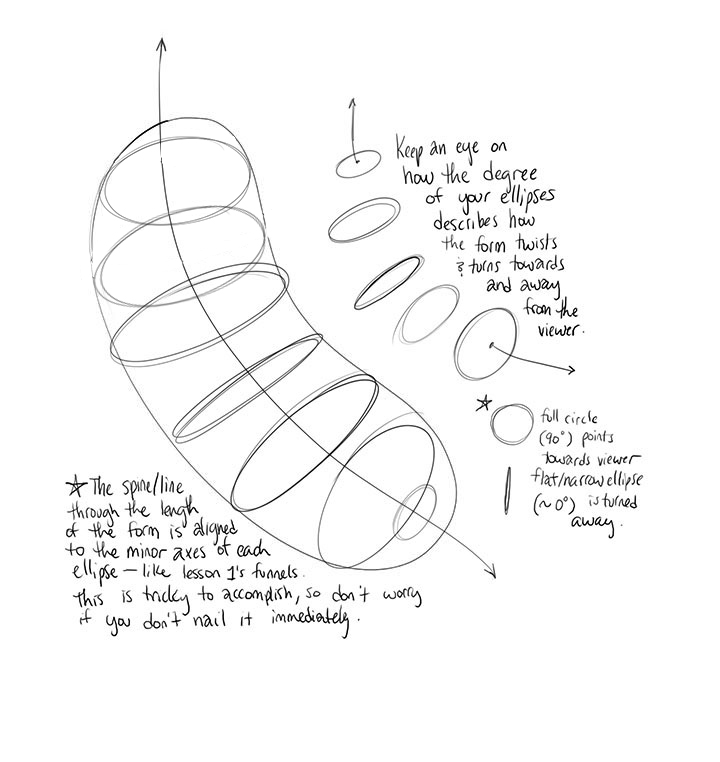 Keep an eye on
how the degree
of your ellipses
describes how
the form twists
& turns towards
and away
from the
viewer.
☆ full circle
(90°) points
towards viewer
flat/narrow ellipse
(~0°) is turned
away.
☆ The spine/line
through the length
of the form is aligned
to the minor axes of each
ellipse — like lesson 1's funnels.
This is tricky to accomplish, so don't worry
if you don't nail it immediately.